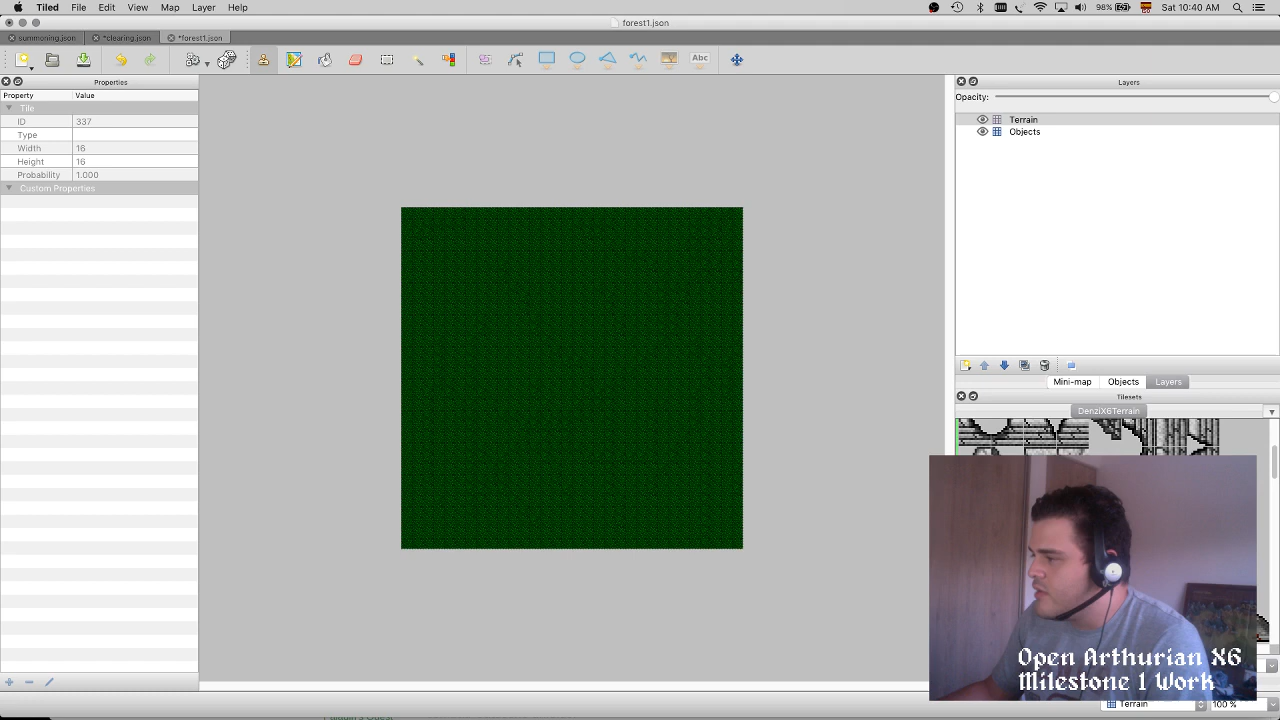 Tiled File Edit View Map Layer Help
98% Sat 10:40 AM
forest1.json
summoning.json *clearing.json *forest1.json
Abc
Properties
Property Value
Tile
ID 337
Type
Width 16
Height 16
Probability 1.000
Custom Properties
Layers
Opacity:
Terrain
Objects
Mini-map Objects Layers
Tilesets
DenziX6Terrain
Open Arthurian X6
Milestone 1 Work
Terrain 100 %